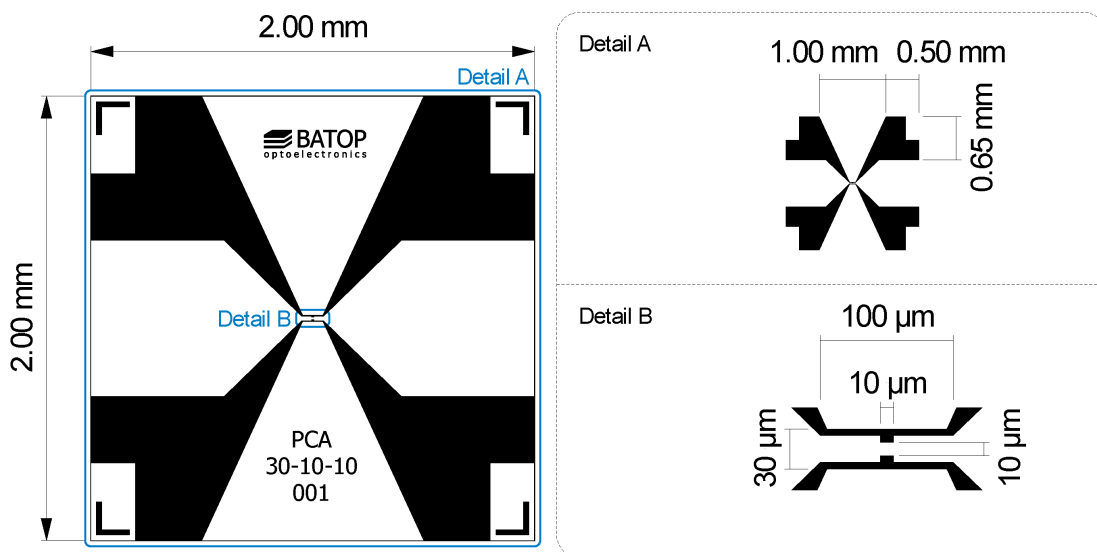 2.00 mm
Detail A
2.00 mm
BATOP
optoelectronics
Detail B
PCA
30-10-10
001
Detail A
1.00 mm
0.50 mm
0.65 mm
Detail B
100 µm
10 µm
30 µm
10 µm